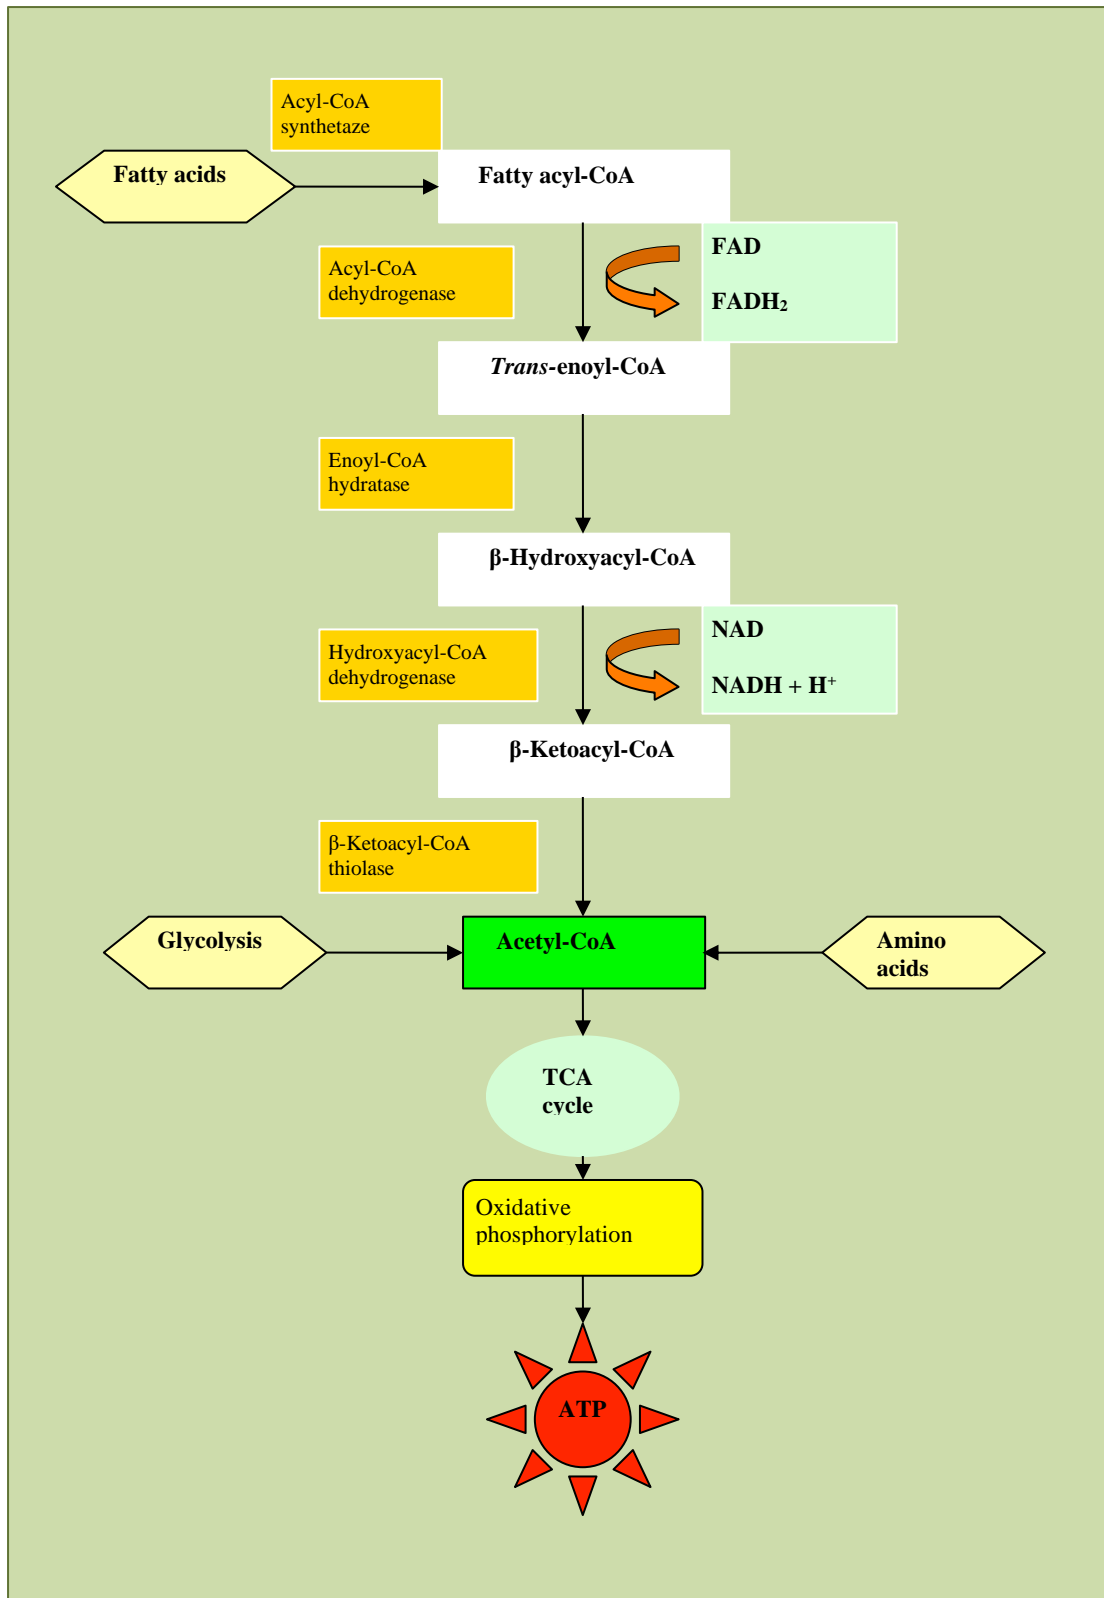 Acyl-CoA
synthetaze
Fatty acids
Fatty acyl-CoA
Acyl-CoA
dehydrogenase
FAD
FADH₂
Trans-enoyl-CoA
Enoyl-CoA
hydratase
β-Hydroxyacyl-CoA
Hydroxyacyl-CoA
dehydrogenase
NAD
NADH + H⁺
β-Ketoacyl-CoA
β-Ketoacyl-CoA
thiolase
Glycolysis
Acetyl-CoA
Amino
acids
TCA
cycle
Oxidative
phosphorylation
ATP